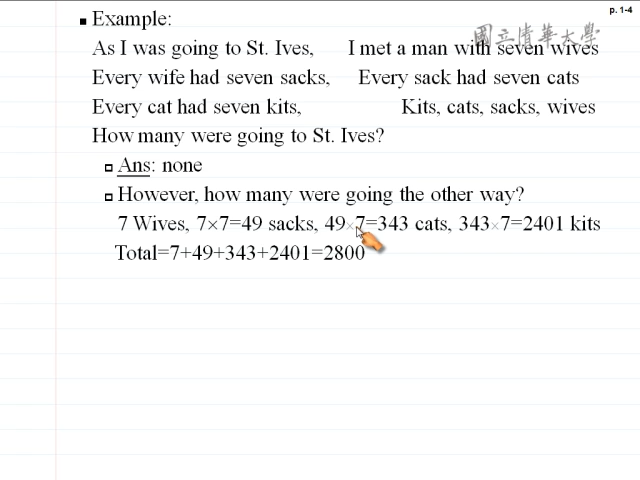 p. 1-4
國立清華大學
▪ Example:
As I was going to St. Ives, I met a man with seven wives
Every wife had seven sacks, Every sack had seven cats
Every cat had seven kits, Kits, cats, sacks, wives
How many were going to St. Ives?
Ans: none
However, how many were going the other way?
7 Wives, 7×7=49 sacks, 49×7=343 cats, 343×7=2401 kits
Total=7+49+343+2401=2800